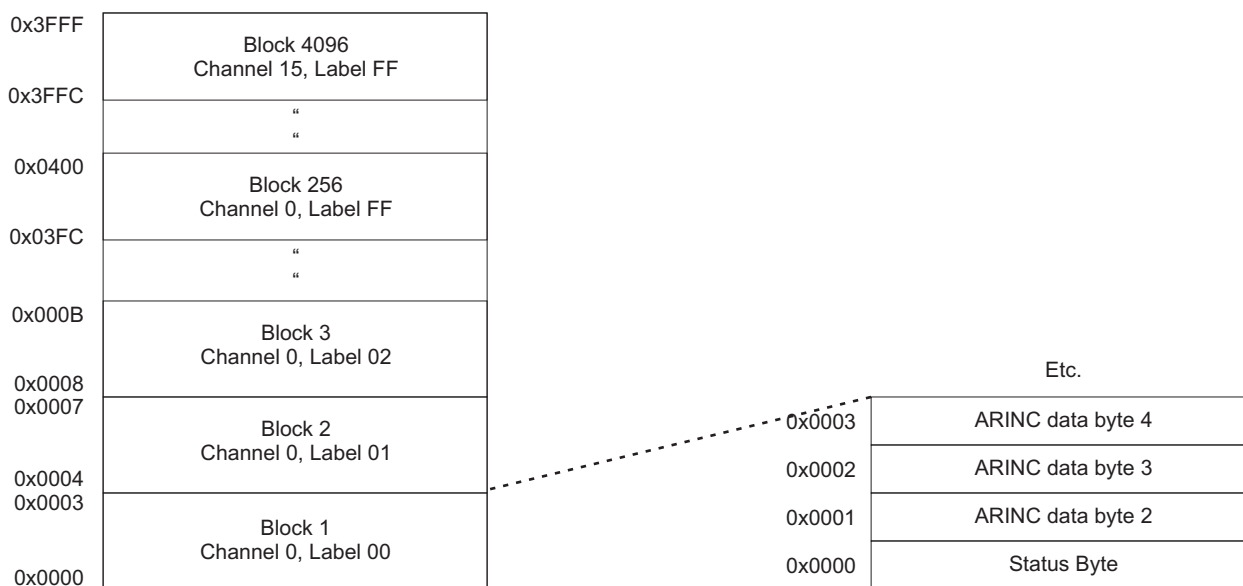 0x3FFF
Block 4096
Channel 15, Label FF
0x3FFC
“
“
0x0400
Block 256
Channel 0, Label FF
0x03FC
“
“
0x000B
Block 3
Channel 0, Label 02
0x0008
0x0007
Block 2
Channel 0, Label 01
0x0004
0x0003
Block 1
Channel 0, Label 00
0x0000
Etc.
0x0003 ARINC data byte 4
0x0002 ARINC data byte 3
0x0001 ARINC data byte 2
0x0000 Status Byte